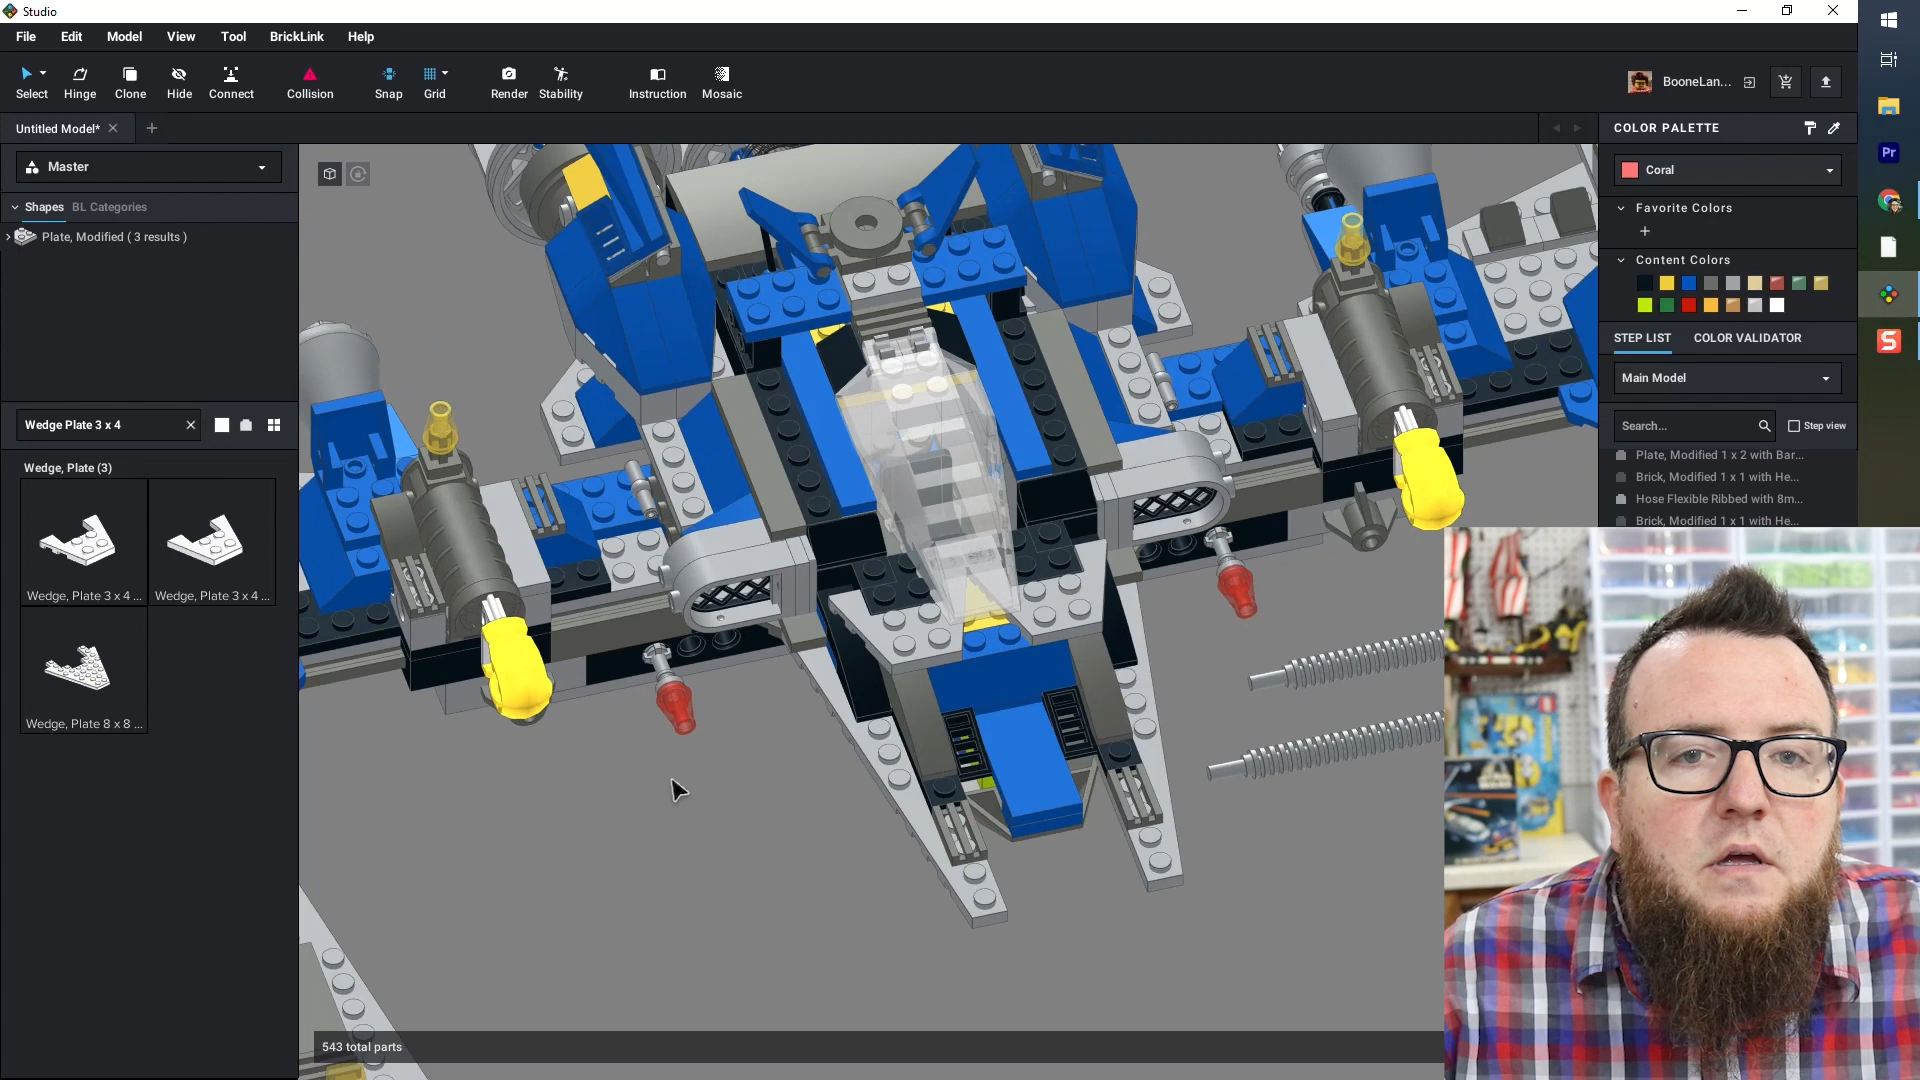 Studio
File Edit Model View Tool BrickLink Help
Select Hinge Clone Hide Connect Collision Snap Grid Render Stability Instruction Mosaic
BooneLan...
Untitled Model*
COLOR PALETTE
Master
Coral
Shapes BL Categories
Favorite Colors
Plate, Modified ( 3 results )
Content Colors
STEP LIST COLOR VALIDATOR
Main Model
Wedge Plate 3 x 4
Search... Step view
Plate, Modified 1 x 2 with Bar...
Wedge, Plate (3)
Brick, Modified 1 x 1 with He...
Hose Flexible Ribbed with 8m...
Brick, Modified 1 x 1 with He...
Wedge, Plate 3 x 4 ... Wedge, Plate 3 x 4 ...
Wedge, Plate 8 x 8 ...
543 total parts
Pr
S